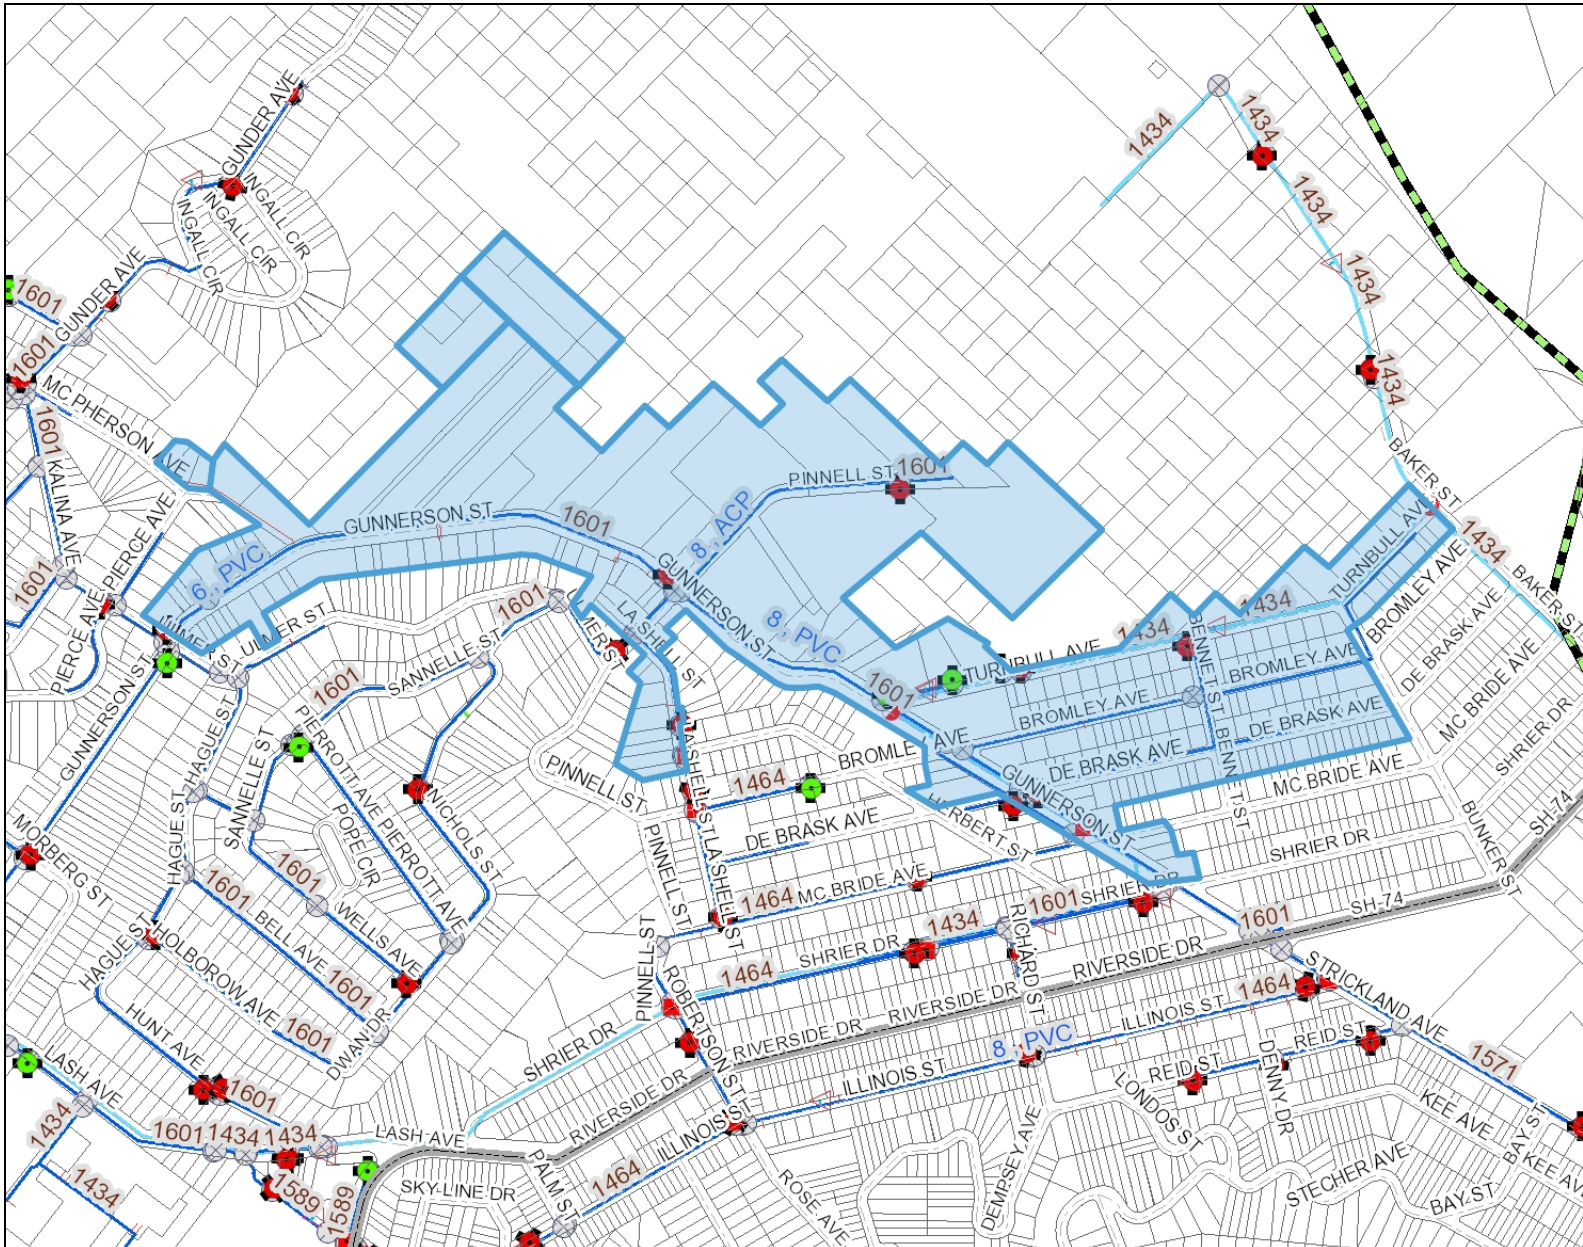 GUNDER AVE
INGALL CIR
INGALL CIR
INGALL CIR
GUNDER AVE
1434
1434
1434
1434
1434
1601
1601
MC PHERSON AVE
1601
KALINA AVE
1601
PIERCE AVE
PIERCE AVE
6 , PVC
GUNNERSON ST
1601
8 , ACP
PINNELL ST
1601
BAKER ST
1434
BAKER ST
TURNBULL AVE
BROMLEY AVE
DE BRASK AVE
MC BRIDE AVE
SHRIER DR
SH-74
GUNNERSON ST
8 , PVC
LASHELL ST
1601
ULMER ST
SANNELLE ST
1601
1601
TURNBULL AVE
1434
1434
BENNET ST
BROMLEY AVE
BROMLEY AVE
DE BRASK AVE
DE BRASK AVE
BENNET ST
MC BRIDE AVE
GUNNERSON ST
GUNNERSON ST
HAGUE ST
HAGUE ST
SANNELLE ST
PIERROTT AVE
PIERROTT AVE
POPE CIR
NICHOLS ST
PINNELL ST
PINNELL ST
PINNELL ST
LASHELL ST
LASHELL ST
1464
BROMLEY AVE
DE BRASK AVE
HERBERT ST
1464
MC BRIDE AVE
SHRIER DR
BUNKER ST
SH-74
MORBERG ST
1601
WELLS AVE
1601
BELL AVE
1601
HAGUE ST
HOLBOROW AVE
1601
DWAN DR
HUNT AVE
1601
1464
SHRIER DR
1434
1601
SHRIER DR
RICHARD ST
RIVERSIDE DR
RIVERSIDE DR
RIVERSIDE DR
RIVERSIDE DR
1601
STRICKLAND AVE
1464
ILLINOIS ST
8 , PVC
ILLINOIS ST
ILLINOIS S
ROBERTSON ST
SHRIER DR
REID ST
REID ST
DENNY DR
LONDOS ST
1571
KEE AVE
KEE AVE
BAY ST
BAY ST
STECHER AVE
DEMPSEY AVE
ROSE AVE
LASH AVE
1434
1601
1434
1434
LASH AVE
1434
1589
1589
SKY LINE DR
PALM ST
1464